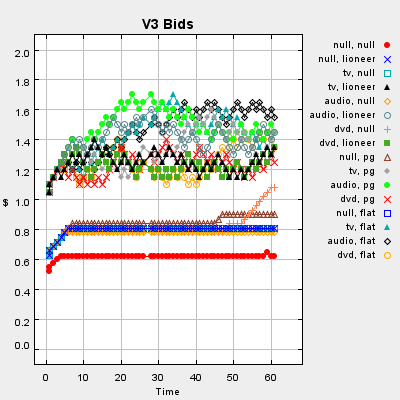 V3 Bids
2.0
1.8
1.6
1.4
1.2
1.0
0.8
0.6
0.4
0.2
0.0
$
0 10 20 30 40 50 60
Time
null, null
null, lioneer
tv, null
tv, lioneer
audio, null
audio, lioneer
dvd, null
dvd, lioneer
null, pg
tv, pg
audio, pg
dvd, pg
null, flat
tv, flat
audio, flat
dvd, flat